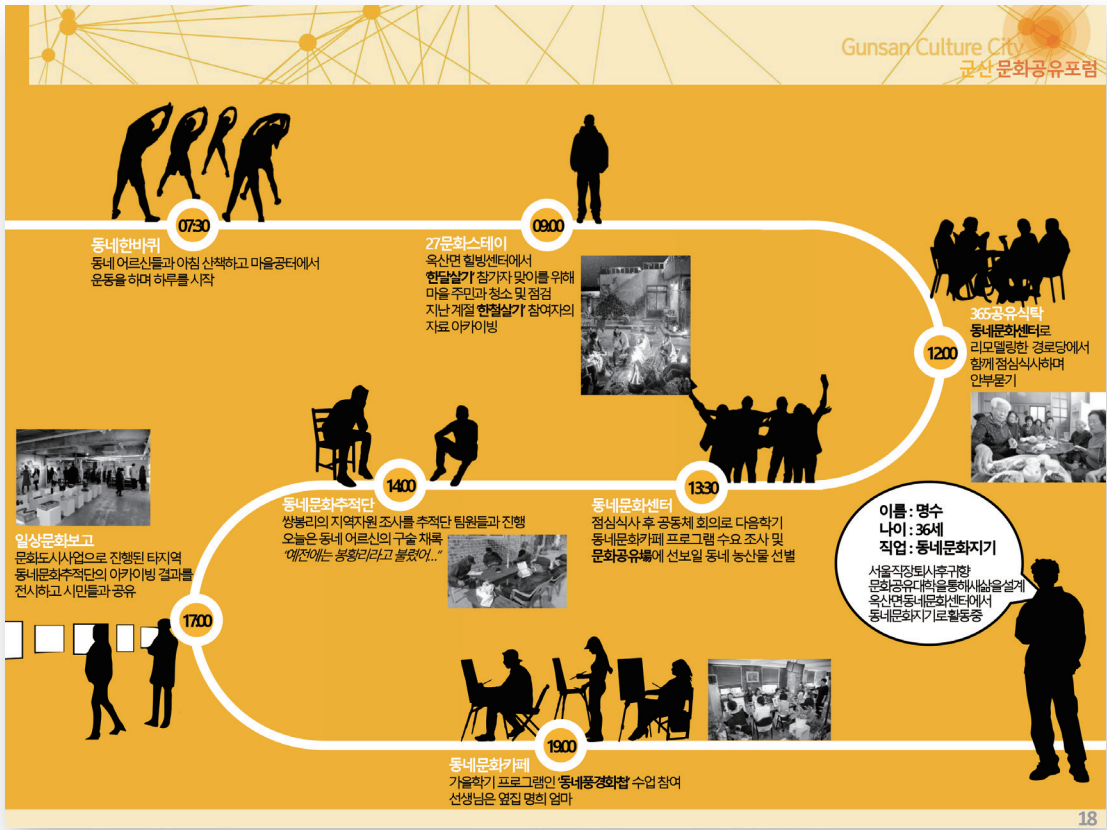 Gunsan Culture City
군산 문화공유포럼
07:30
동네한바퀴
동네 어르신들과 아침 산책하고 마을공터에서
운동을 하며 하루를 시작
09:00
27문화스테이
옥산면 힐빙센터에서
'한달살기' 참가자 맞이를 위해
마을 주민과 청소 및 점검
지난 계절 '한철살기' 참여자의
자료 아카이빙
12:00
365공유식탁
동네문화센터로
리모델링한 경로당에서
함께 점심식사하며
안부묻기
13:30
동네문화센터
점심식사 후 공동체 회의로 다음학기
동네문화카페 프로그램 수요 조사 및
문화공유場에 선보일 동네 농산물 선별
14:00
동네문화추적단
쌍봉리의 지역자원 조사를 추적단 팀원들과 진행
오늘은 동네 어르신의 구술 채록
"예전에는 봉황리라고 불렸어..."
17:00
일상문화보고
문화도시사업으로 진행된 타지역
동네문화추적단의 아카이빙 결과를
전시하고 시민들과 공유
19:00
동네문화카페
가을학기 프로그램인 '동네풍경화첩' 수업 참여
선생님은 옆집 명희 엄마
이름 : 명수
나이 : 36세
직업 : 동네문화지기
서울직장퇴사후귀향
문화공유대학을통해새삶을설계
옥산면동네문화센터에서
동네문화지기로활동중
18